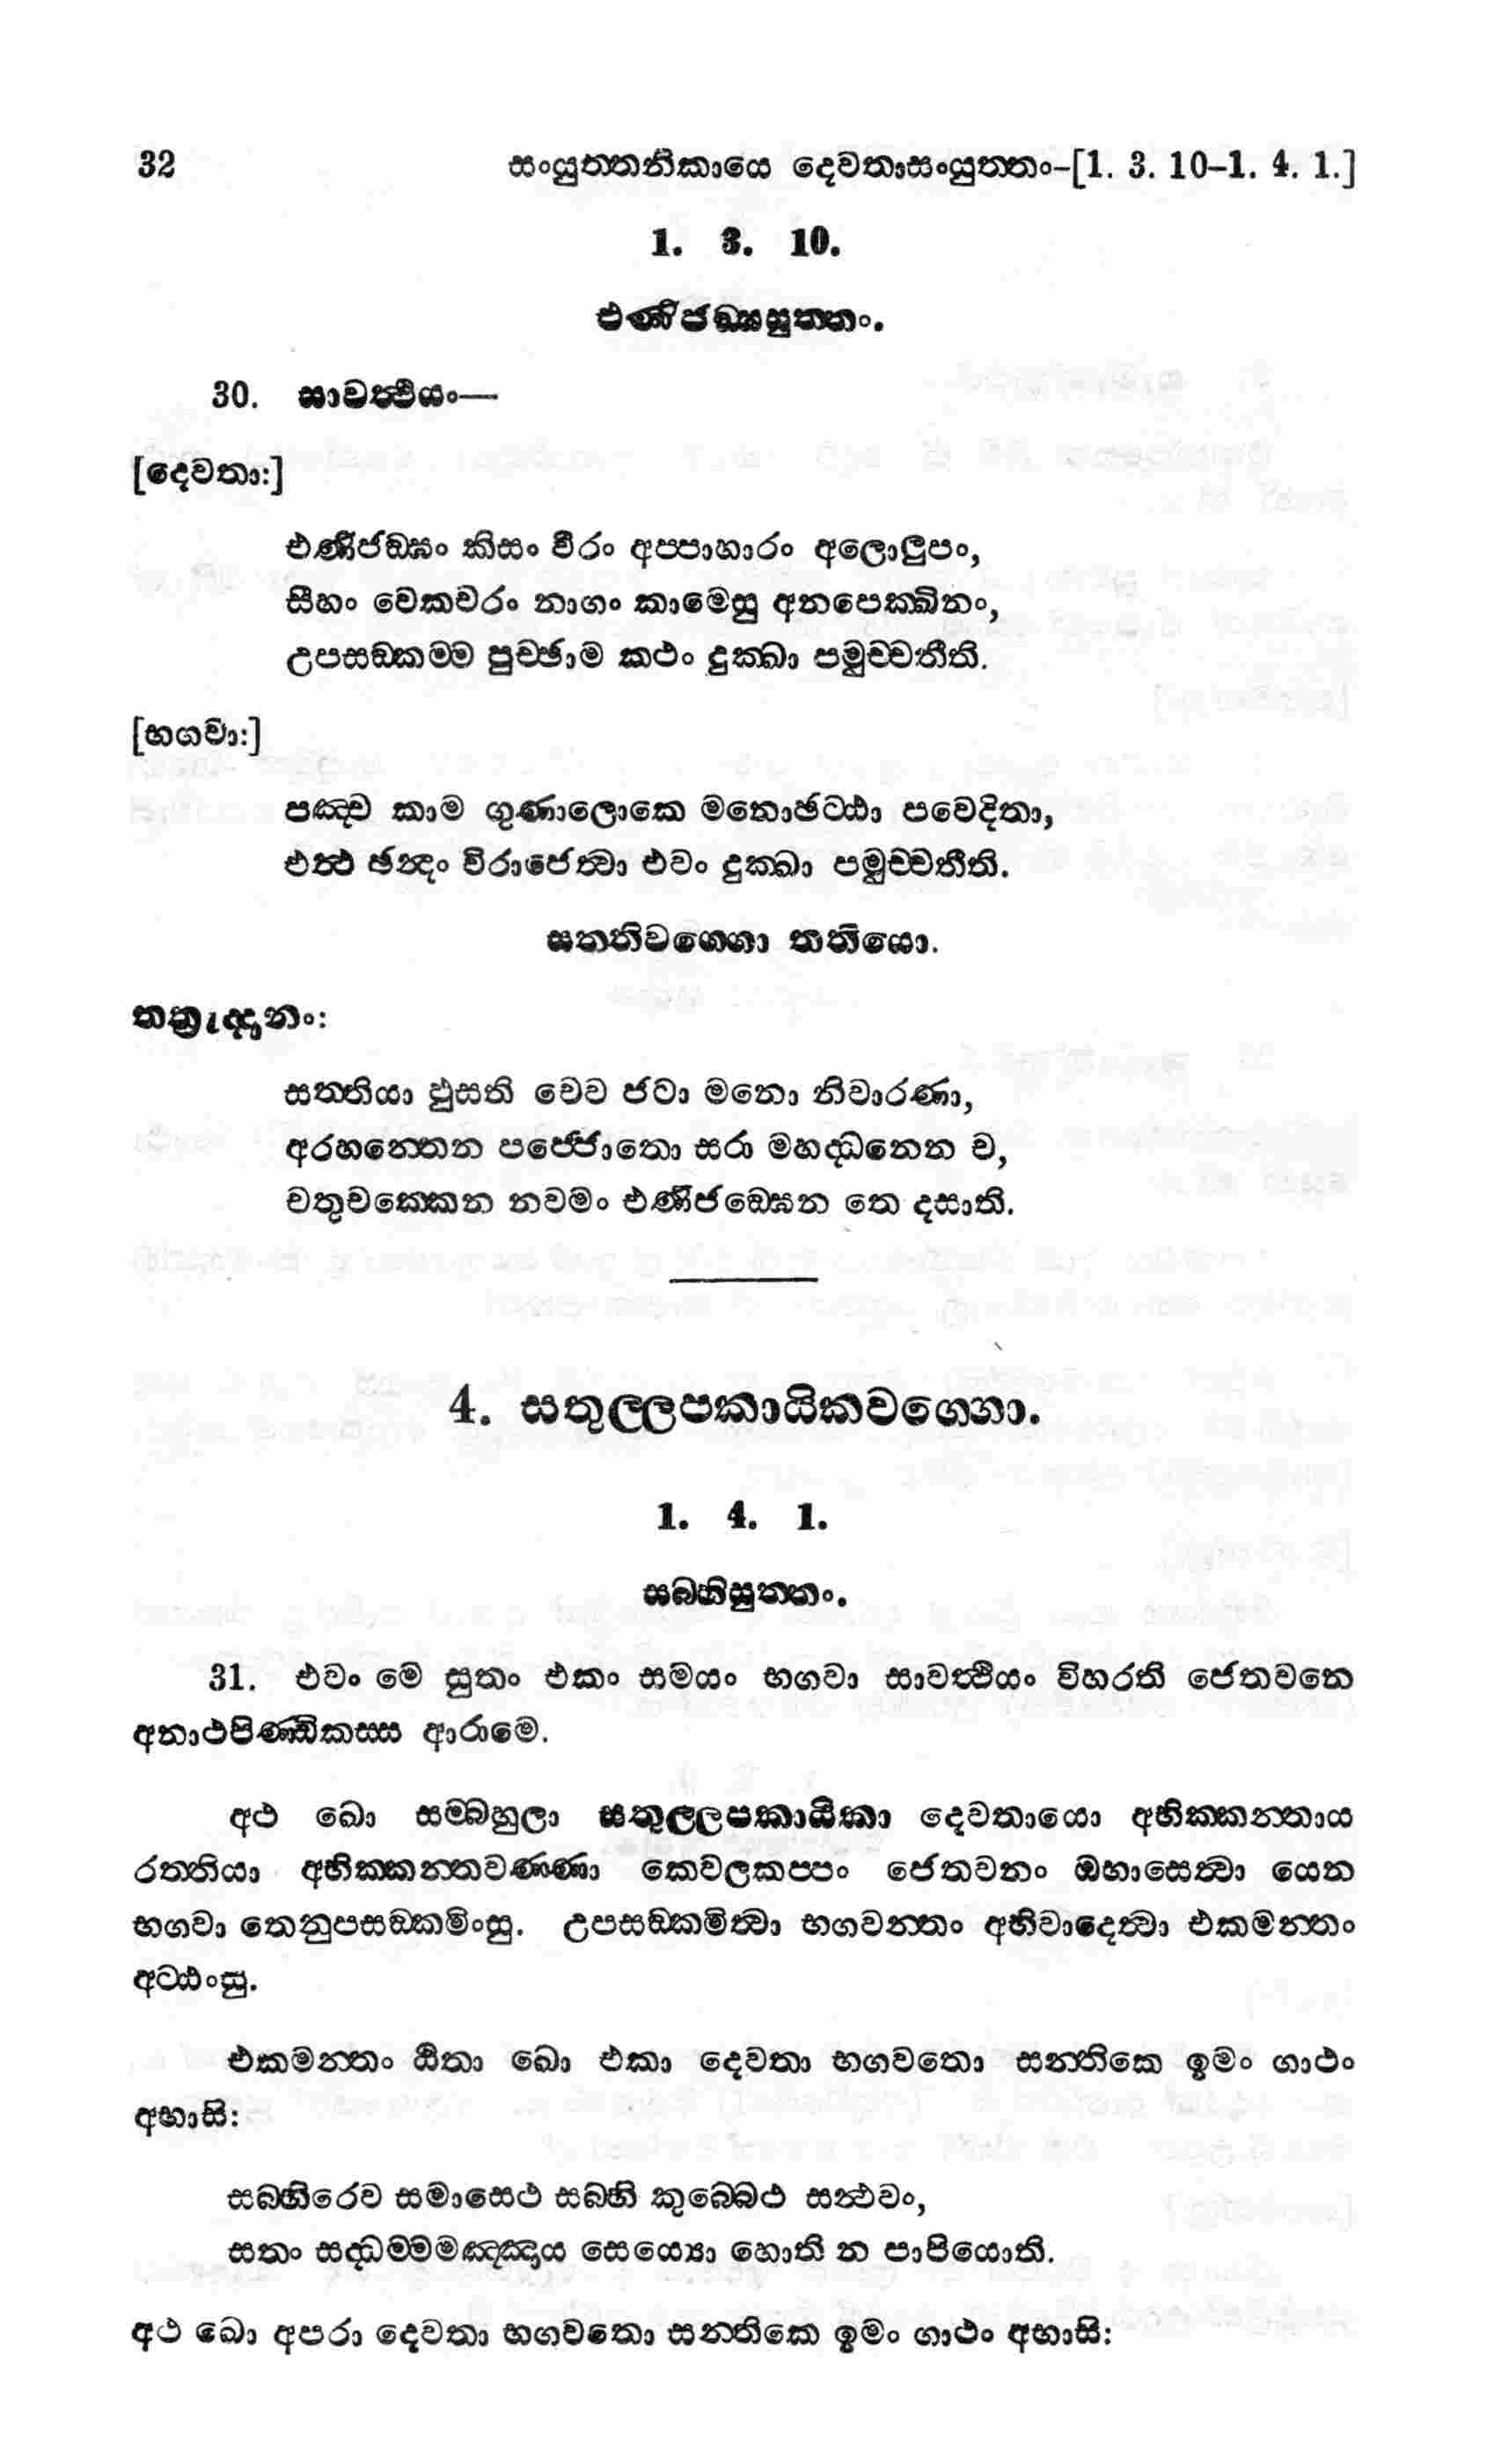 32 සංයුත්තනිකායෙ දෙවතාසංයුත්තං-[1. 3. 10-1. 4. 1.]
1. 3. 10.
එණිජඞ්ඝසුත්තං.
30. සාවත්ථියං—
[දෙවතා:]
එණිජඞ්ඝං කිසං වීරං අප්පාහාරං අලොලුපං,
සීහං වෙකචරං නාගං කාමෙසු අනපෙක්ඛිනං,
උපසඞ්කම්ම පුච්ඡාම කථං දුක්ඛා පමුච්චතීති.
[භගවා:]
පඤ්ච කාම ගුණාලොකෙ මනොඡට්ඨා පවෙදිතා,
එත්ථ ඡන්දං විරාජෙත්වා එවං දුක්ඛා පමුච්චතීති.
සත්තිවග්ගො තතියො.
තත්‍රුද්දානං:
සත්තියා ඵුසති චෙව ජටා මනො නිවාරණා,
අරහන්තෙන පජ්ජොතො සරා මහද්ධනෙන ච,
චතුචක්කෙන නවමං එණිජඞ්ඝෙන තෙ දසාති.
4. සතුල්ලපකායිකවග්ගො.
1. 4. 1.
සබ්භිසුත්තං.
31. එවං මෙ සුතං එකං සමයං භගවා සාවත්ථියං විහරති ජෙතවනෙ
අනාථපිණ්ඩිකස්ස ආරාමෙ.
අථ ඛො සම්බහුලා සතුල්ලපකායිකා දෙවතායො අභික්කන්තාය
රත්තියා අභික්කන්තවණ්ණා කෙවලකප්පං ජෙතවනං ඔභාසෙත්වා යෙන
භගවා තෙනුපසඞ්කමිංසු. උපසඞ්කමිත්වා භගවන්තං අභිවාදෙත්වා එකමන්තං
අට්ඨංසු.
එකමන්තං ඨිතා ඛො එකා දෙවතා භගවතො සන්තිකෙ ඉමං ගාථං
අභාසි:
සබ්භිරෙව සමාසෙථ සබ්භි කුබ්බෙථ සන්ථවං,
සතං සද්ධම්මමඤ්ඤාය සෙය්‍යො හොති න පාපියොති.
අථ ඛො අපරා දෙවතා භගවතො සන්තිකෙ ඉමං ගාථං අභාසි: